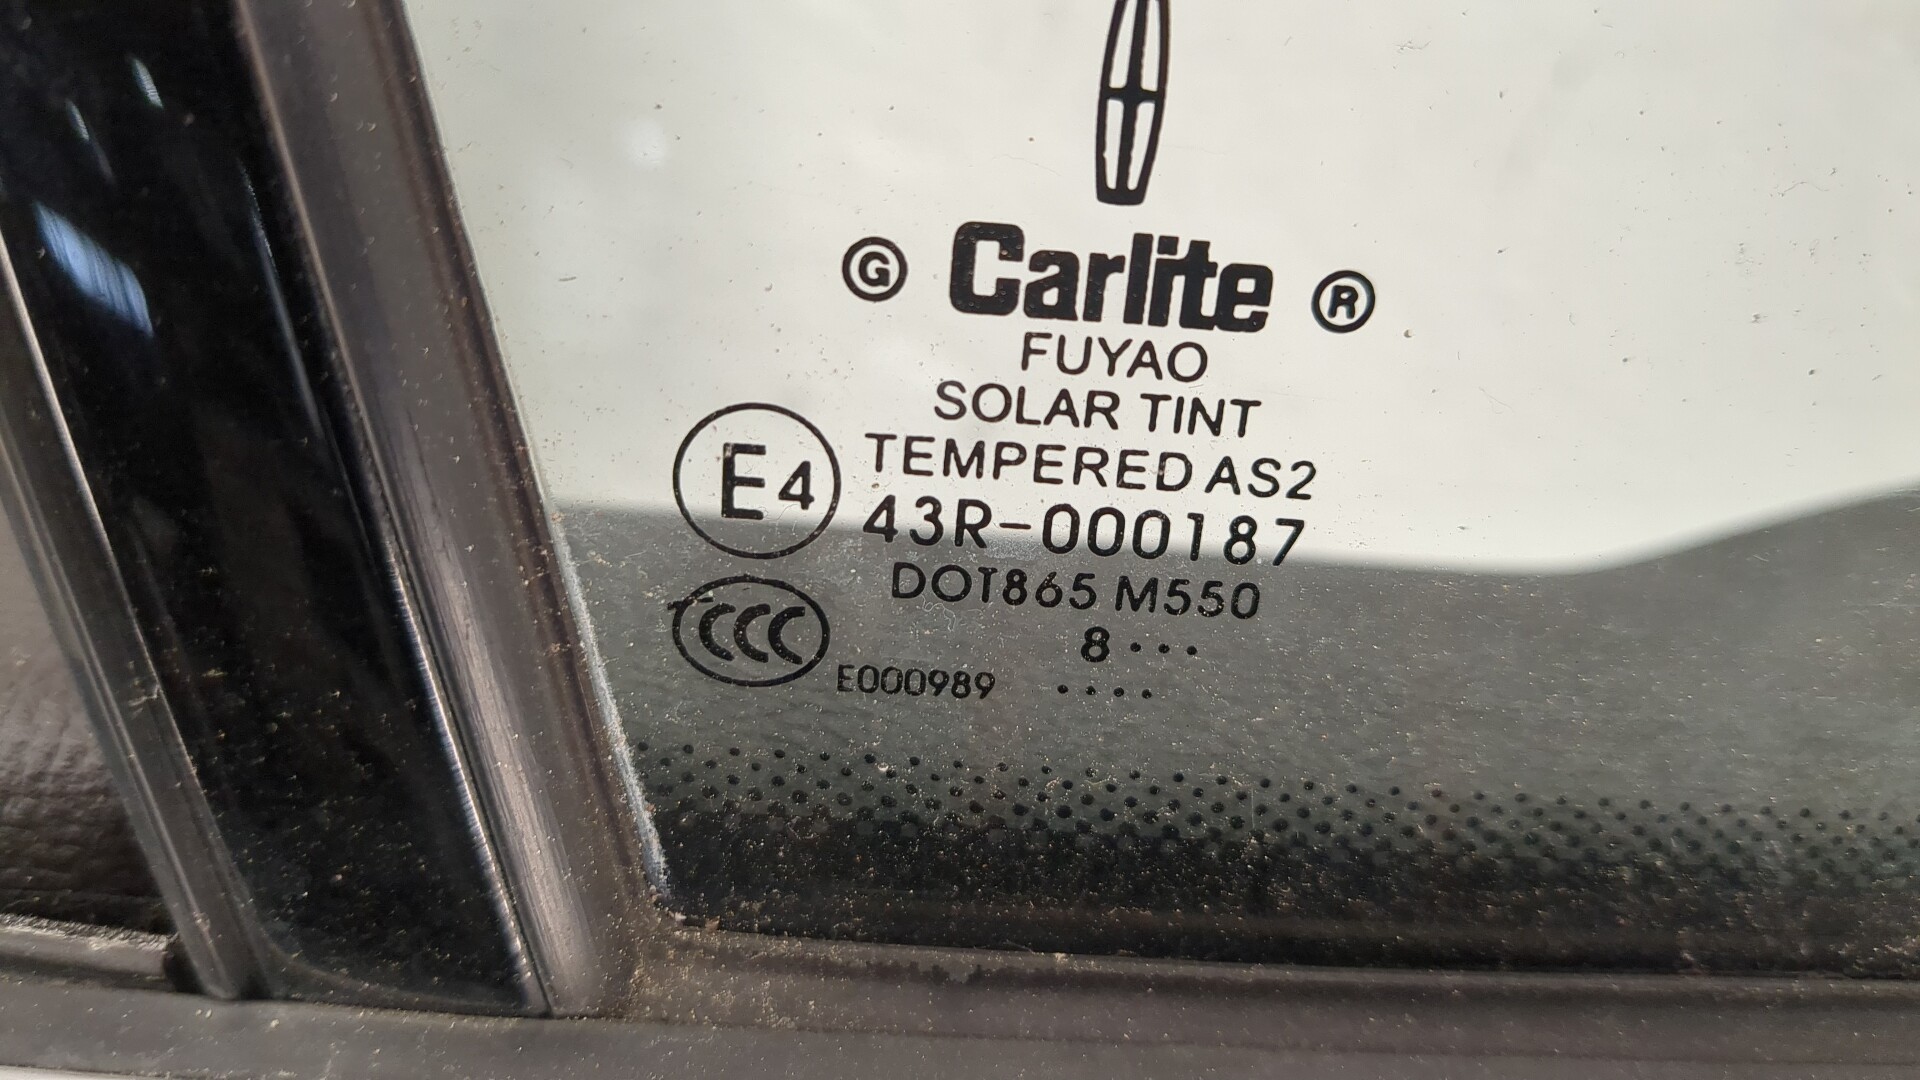 G Carlite R
FUYAO
SOLAR TINT
TEMPERED AS2
E4 43R-000187
DOT865 M550
CCC 8···
E000989 ····